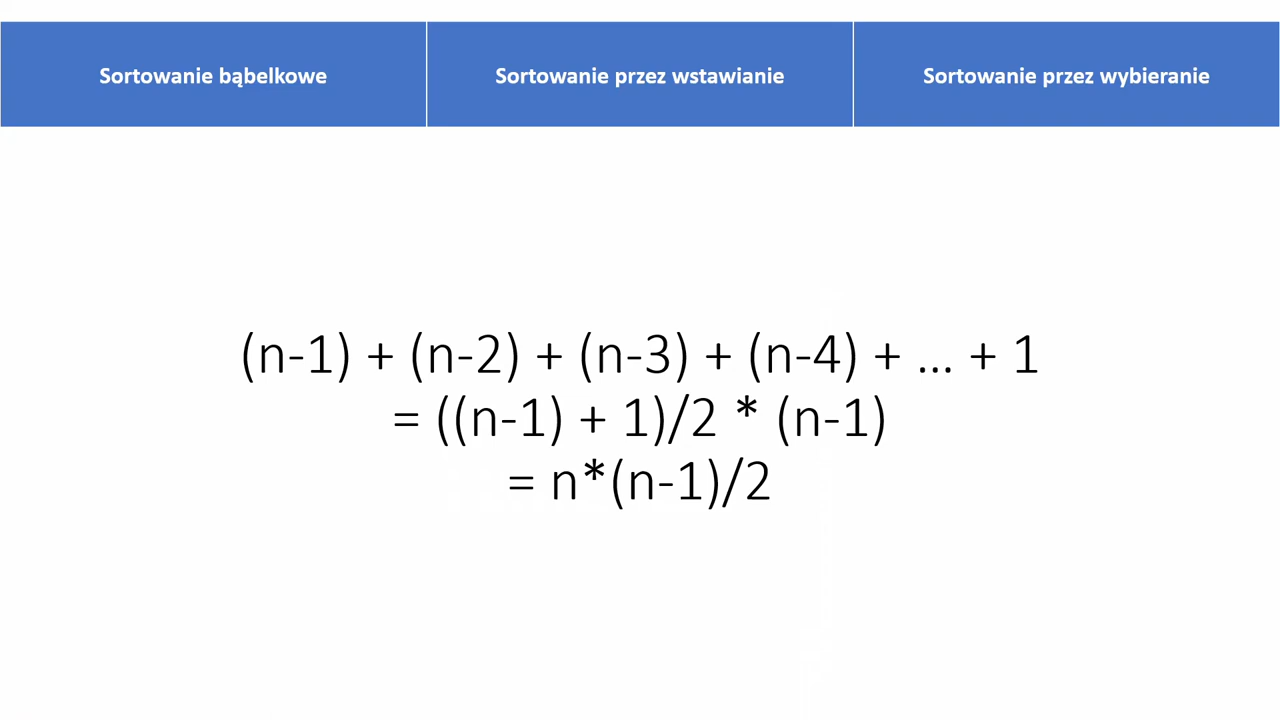 Sortowanie bąbelkowe
Sortowanie przez wstawianie
Sortowanie przez wybieranie
(n-1) + (n-2) + (n-3) + (n-4) + ... + 1
= ((n-1) + 1)/2 * (n-1)
= n*(n-1)/2